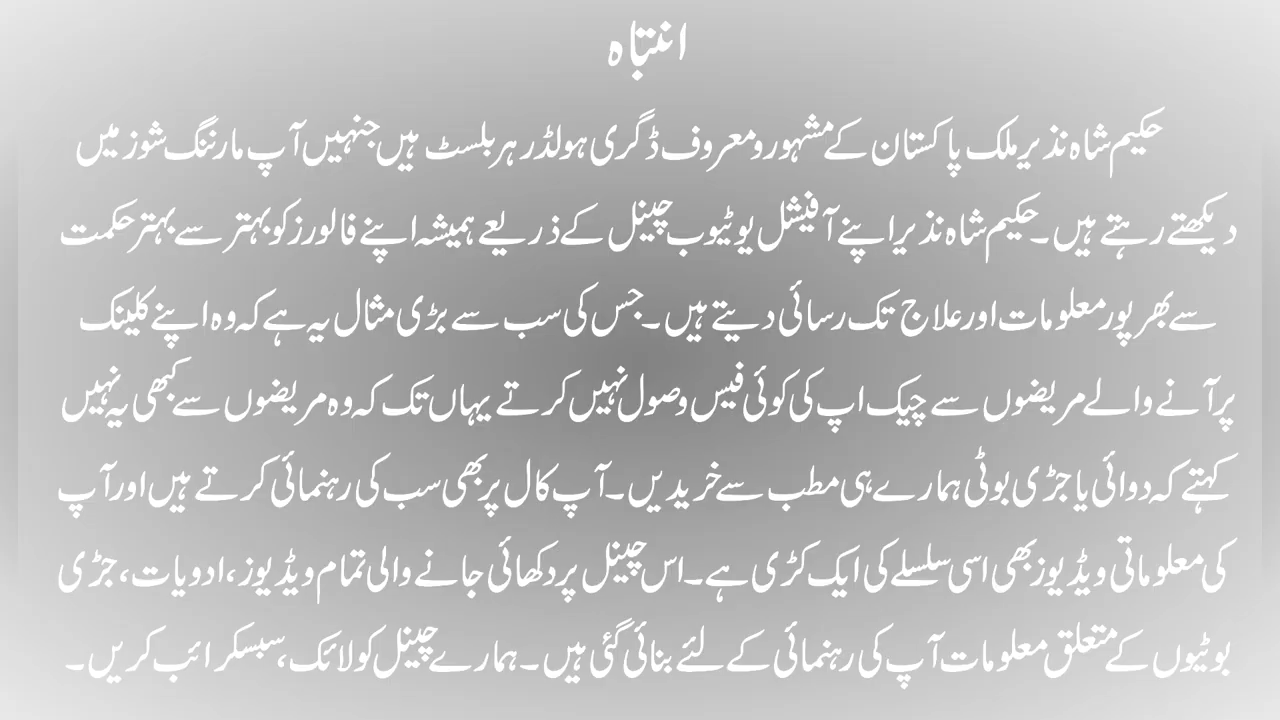 انتباہ
حکیم شاہ نذیر ملک پاکستان کے مشہور و معروف ڈگری ہولڈر ہربلسٹ ہیں جنہیں آپ مارننگ شوز میں
دیکھتے رہتے ہیں۔ حکیم شاہ نذیر اپنے آفیشل یوٹیوب چینل کے ذریعے ہمیشہ اپنے فالورز کو بہتر سے بہتر حکمت
سے بھرپور معلومات اور علاج تک رسائی دیتے ہیں۔ جس کی سب سے بڑی مثال یہ ہے کہ وہ اپنے کلینک
پر آنے والے مریضوں سے چیک اپ کی کوئی فیس وصول نہیں کرتے یہاں تک کہ وہ مریضوں سے کبھی یہ نہیں
کہتے کہ دوائی یا جڑی بوٹی ہمارے ہی مطب سے خریدیں۔ آپ کال پر بھی سب کی رہنمائی کرتے ہیں اور آپ
کی معلوماتی ویڈیوز بھی اسی سلسلے کی ایک کڑی ہے۔ اس چینل پر دکھائی جانے والی تمام ویڈیوز، ادویات، جڑی
بوٹیوں کے متعلق معلومات آپ کی رہنمائی کے لئے بنائی گئی ہیں۔ ہمارے چینل کو لائک، سبسکرائب کریں۔